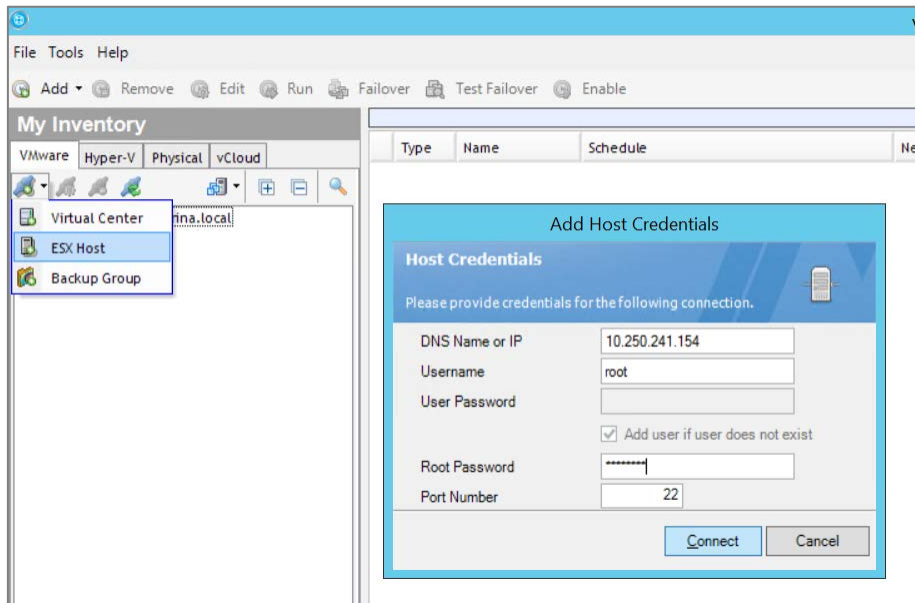 File Tools Help
Add Remove Edit Run Failover Test Failover Enable
My Inventory
VMware Hyper-V Physical vCloud
Type Name Schedule
Virtual Center
rina.local
ESX Host
Backup Group
Add Host Credentials
Host Credentials
Please provide credentials for the following connection.
DNS Name or IP 10.250.241.154
Username root
User Password
Add user if user does not exist
Root Password ********
Port Number 22
Connect Cancel